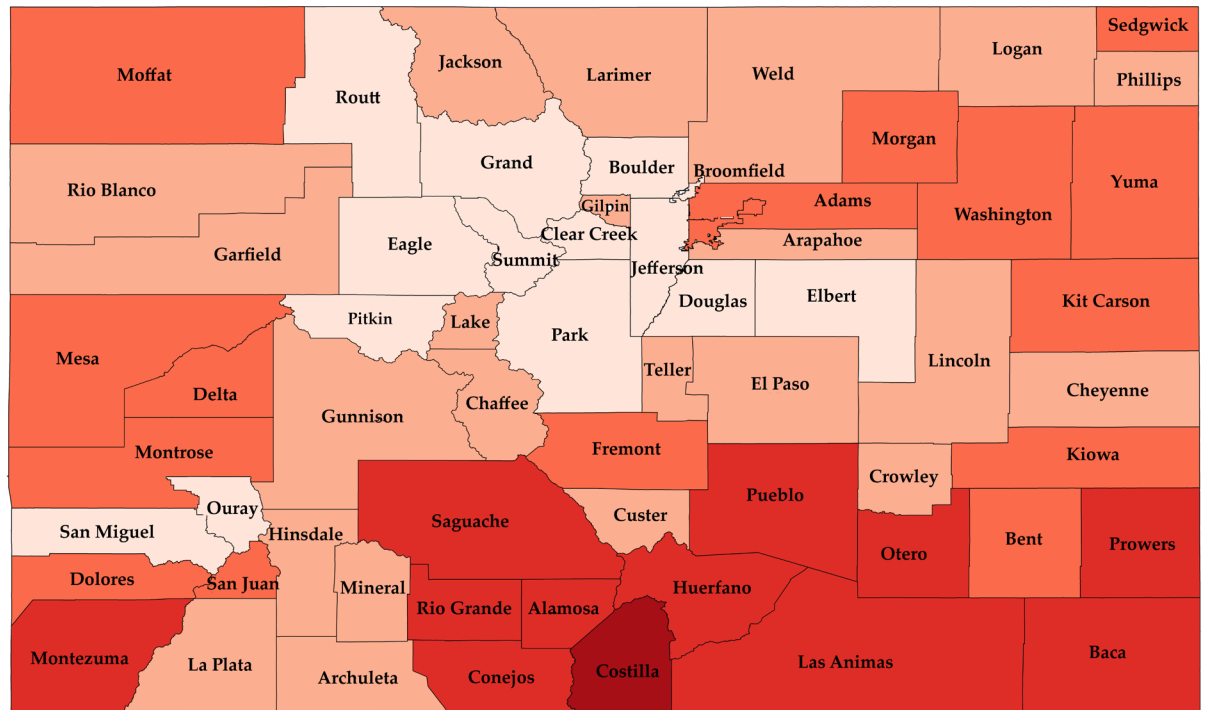 Sedgwick
Moffat
Jackson
Larimer
Weld
Logan
Phillips
Routt
Morgan
Grand
Boulder
Broomfield
Yuma
Rio Blanco
Gilpin
Adams
Washington
Clear Creek
Arapahoe
Eagle
Garfield
Summit
Jefferson
Douglas
Elbert
Kit Carson
Pitkin
Lake
Park
Mesa
Lincoln
Teller
El Paso
Cheyenne
Delta
Chaffee
Gunnison
Montrose
Fremont
Kiowa
Crowley
Pueblo
Ouray
Custer
Saguache
San Miguel
Hinsdale
Bent
Prowers
Otero
Dolores
San Juan
Mineral
Huerfano
Rio Grande
Alamosa
Montezuma
La Plata
Archuleta
Conejos
Costilla
Las Animas
Baca